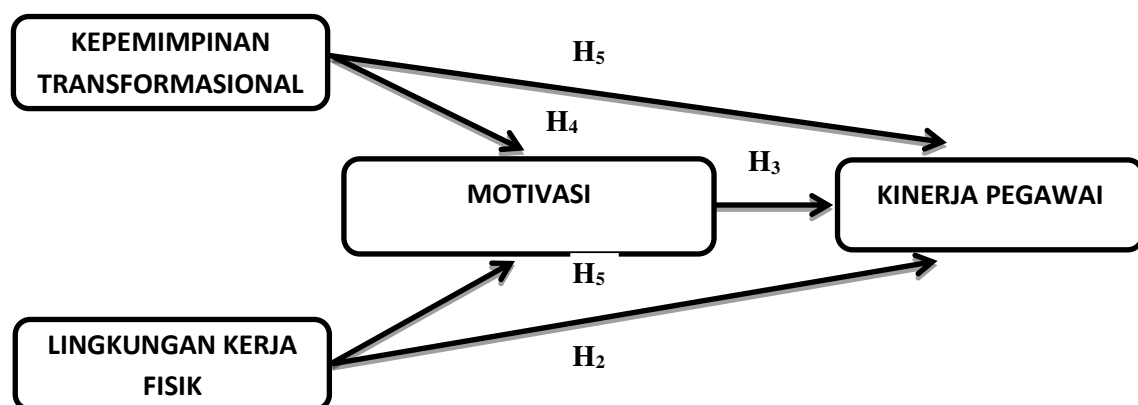 KEPEMIMPINAN
TRANSFORMASIONAL
H₅
H₄
H₃
MOTIVASI
KINERJA PEGAWAI
H₅
LINGKUNGAN KERJA
FISIK
H₂